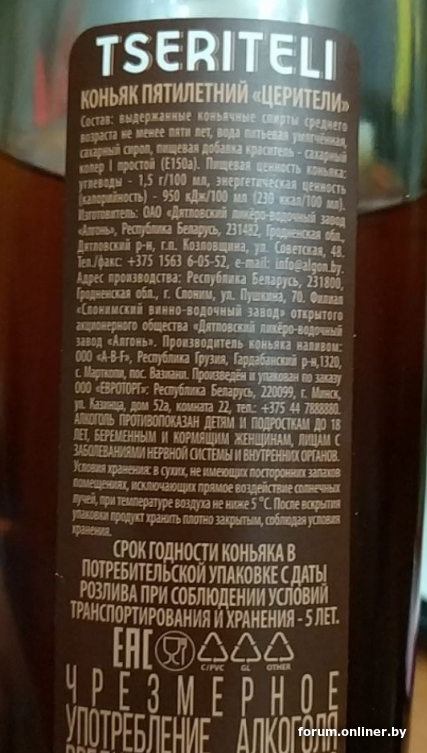 TSERITELI
КОНЬЯК ПЯТИЛЕТНИЙ «ЦЕРИТЕЛИ»
Состав: выдержанные коньячные спирты среднего
возраста не менее пяти лет, вода питьевая умягчённая,
сахарный сироп, пищевая добавка краситель - сахарный
колер I простой (E150a). Пищевая ценность коньяка:
углеводы - 1,5 г/100 мл, энергетическая ценность
(калорийность) - 950 кДж/100 мл (230 ккал/100 мл).
Изготовитель: ОАО «Дятловский ликёро-водочный завод
«Алгонь», Республика Беларусь, 231482, Гродненская обл.,
Дятловский р-н, г.п. Козловщина, ул. Советская, 48.
Тел./факс: +375 1563 6-05-52, e-mail: info@algon.by.
Адрес производства: Республика Беларусь, 231800,
Гродненская обл., г. Слоним, ул. Пушкина, 70. Филиал
«Слонимский винно-водочный завод» открытого
акционерного общества «Дятловский ликёро-водочный
завод «Алгонь». Производитель коньяка наливом:
ООО «A-B-F», Республика Грузия, Гардабанский р-н,1320,
с. Марткопи, пос. Вазиани. Произведён и упакован по заказу
ООО «ЕВРОТОРГ»: Республика Беларусь, 220099, г. Минск,
ул. Казинца, дом 52а, комната 22, тел.: +375 44 7888880.
АЛКОГОЛЬ ПРОТИВОПОКАЗАН ДЕТЯМ И ПОДРОСТКАМ ДО 18
ЛЕТ, БЕРЕМЕННЫМ И КОРМЯЩИМ ЖЕНЩИНАМ, ЛИЦАМ С
ЗАБОЛЕВАНИЯМИ НЕРВНОЙ СИСТЕМЫ И ВНУТРЕННИХ ОРГАНОВ.
Условия хранения: в сухих, не имеющих посторонних запахов
помещениях, исключающих прямое воздействие солнечных
лучей, при температуре воздуха не ниже 5 °С. После вскрытия
упаковки продукт хранить плотно закрытым, соблюдая условия
хранения.
СРОК ГОДНОСТИ КОНЬЯКА В
ПОТРЕБИТЕЛЬСКОЙ УПАКОВКЕ С ДАТЫ
РОЗЛИВА ПРИ СОБЛЮДЕНИИ УСЛОВИЙ
ТРАНСПОРТИРОВАНИЯ И ХРАНЕНИЯ - 5 ЛЕТ.
EAC
C/PVC GL OTHER
ЧРЕЗМЕРНОЕ
УПОТРЕБЛЕНИЕ АЛКОГОЛЯ
forum.onliner.by